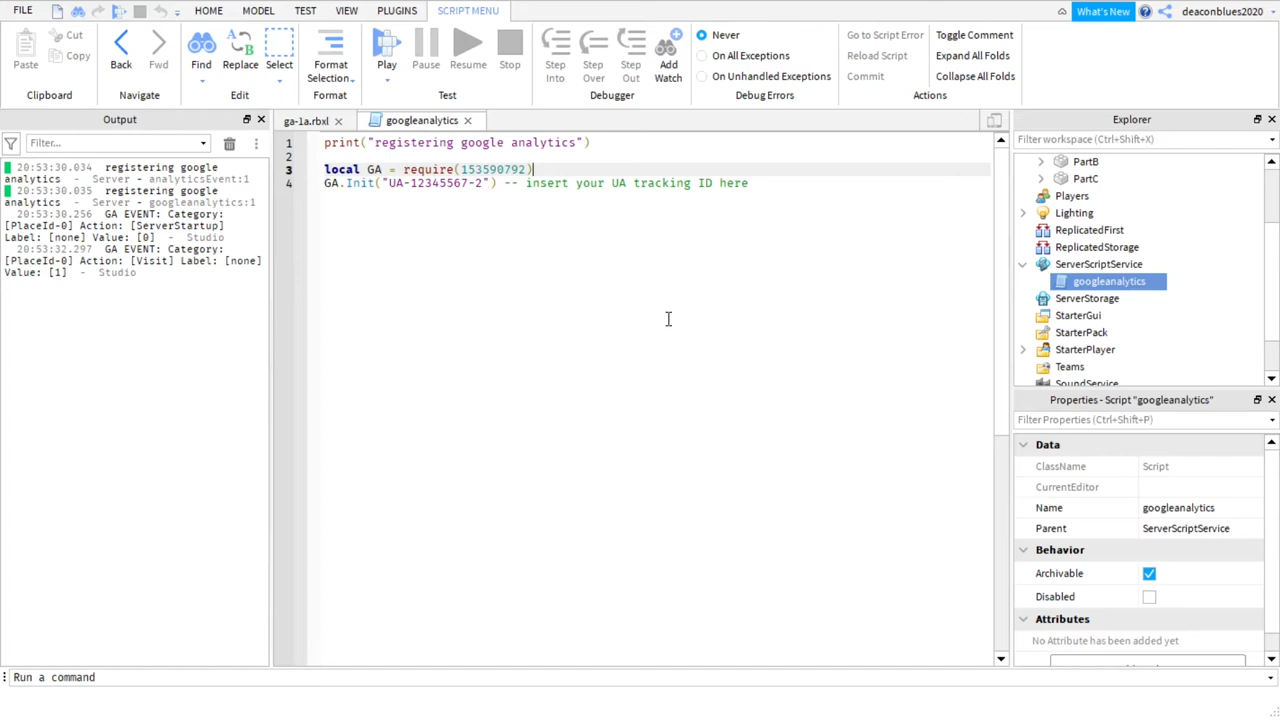 FILE HOME MODEL TEST VIEW PLUGINS SCRIPT MENU What's New deaconblues2020
Paste Cut Copy Back Fwd Find Replace Select Format Selection Play Pause Resume Stop Step Into Step Over Step Out Add Watch
Never
On All Exceptions
On Unhandled Exceptions
Go to Script Error
Reload Script
Commit
Toggle Comment
Expand All Folds
Collapse All Folds
Clipboard Navigate Edit Format Test Debugger Debug Errors Actions
Output
Filter...
20:53:30.034 registering google
analytics - Server - analyticsEvent:1
20:53:30.035 registering google
analytics - Server - googleanalytics:1
20:53:30.256 GA EVENT: Category:
[PlaceId-0] Action: [ServerStartup]
Label: [none] Value: [0] - Studio
20:53:32.297 GA EVENT: Category:
[PlaceId-0] Action: [Visit] Label: [none]
Value: [1] - Studio
ga-1a.rbxl googleanalytics
1 print("registering google analytics")
2
3 local GA = require(153590792)
4 GA.Init("UA-12345567-2") -- insert your UA tracking ID here
Explorer
Filter workspace (Ctrl+Shift+X)
PartB
PartC
Players
Lighting
ReplicatedFirst
ReplicatedStorage
ServerScriptService
googleanalytics
ServerStorage
StarterGui
StarterPack
StarterPlayer
Teams
SoundService
Properties - Script "googleanalytics"
Filter Properties (Ctrl+Shift+P)
Data
ClassName Script
CurrentEditor
Name googleanalytics
Parent ServerScriptService
Behavior
Archivable
Disabled
Attributes
No Attribute has been added yet
Run a command